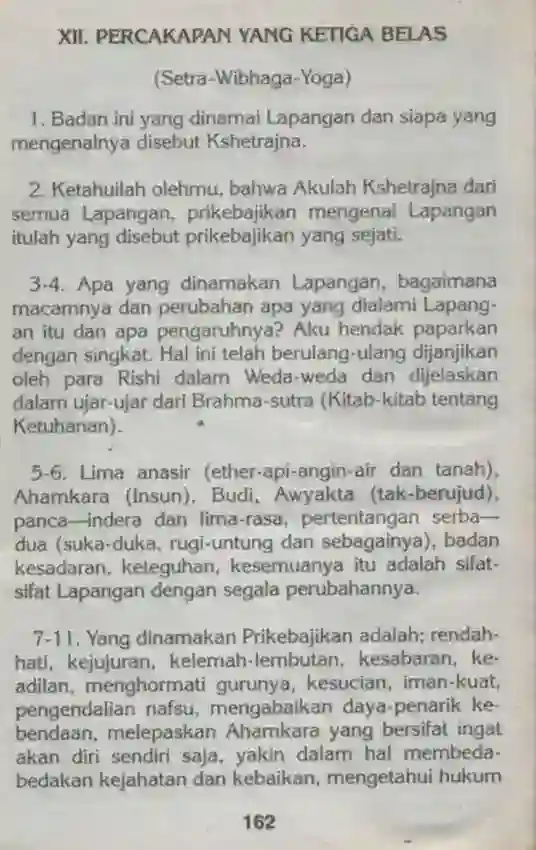 XII. PERCAKAPAN YANG KETIGA BELAS
(Setra-Wibhaga-Yoga)
1. Badan ini yang dinamai Lapangan dan siapa yang
mengenalnya disebut Kshetrajna.
2. Ketahuilah olehmu, bahwa Akulah Kshetrajna dari
semua Lapangan, prikebajikan mengenal Lapangan
itulah yang disebut prikebajikan yang sejati.
3-4. Apa yang dinamakan Lapangan, bagaimana
macamnya dan perubahan apa yang dialami Lapang-
an itu dan apa pengaruhnya? Aku hendak paparkan
dengan singkat. Hal ini telah berulang-ulang dijanjikan
oleh para Rishi dalam Weda-weda dan dijelaskan
dalam ujar-ujar dari Brahma-sutra (Kitab-kitab tentang
Ketuhanan).
5-6. Lima anasir (ether-api-angin-air dan tanah),
Ahamkara (Insun), Budi, Awyakta (tak-berujud),
panca—indera dan lima-rasa, pertentangan serba—
dua (suka-duka, rugi-untung dan sebagainya), badan
kesadaran, keteguhan, kesemuanya itu adalah sifat-
sifat Lapangan dengan segala perubahannya.
7-11. Yang dinamakan Prikebajikan adalah; rendah-
hati, kejujuran, kelemah-lembutan, kesabaran, ke-
adilan, menghormati gurunya, kesucian, iman-kuat,
pengendalian nafsu, mengabaikan daya-penarik ke-
bendaan, melepaskan Ahamkara yang bersifat ingat
akan diri sendiri saja, yakin dalam hal membeda-
bedakan kejahatan dan kebaikan, mengetahui hukum
162